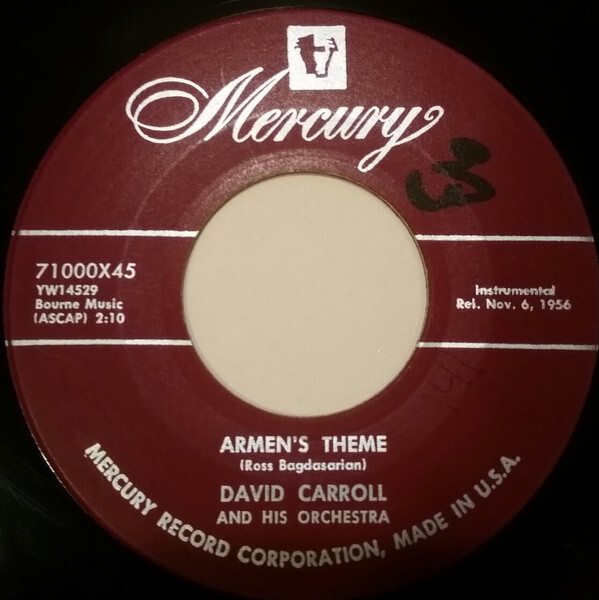 Mercury
3
71000X45
YW14529
Bourne Music
(ASCAP) 2:10
Instrumental
Rel. Nov. 6, 1956
ARMEN'S THEME
(Ross Bagdasarian)
DAVID CARROLL
AND HIS ORCHESTRA
MERCURY RECORD CORPORATION, MADE IN U.S.A.